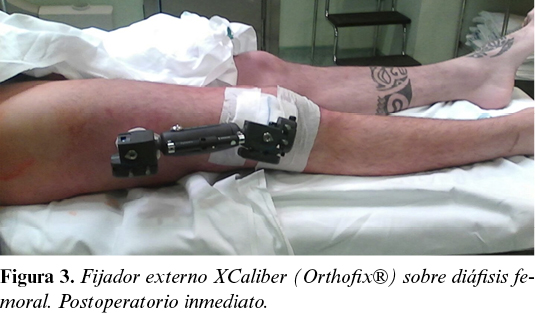 Figura 3. Fijador externo XCaliber (Orthofix®) sobre diáfisis fe-
moral. Postoperatorio inmediato.